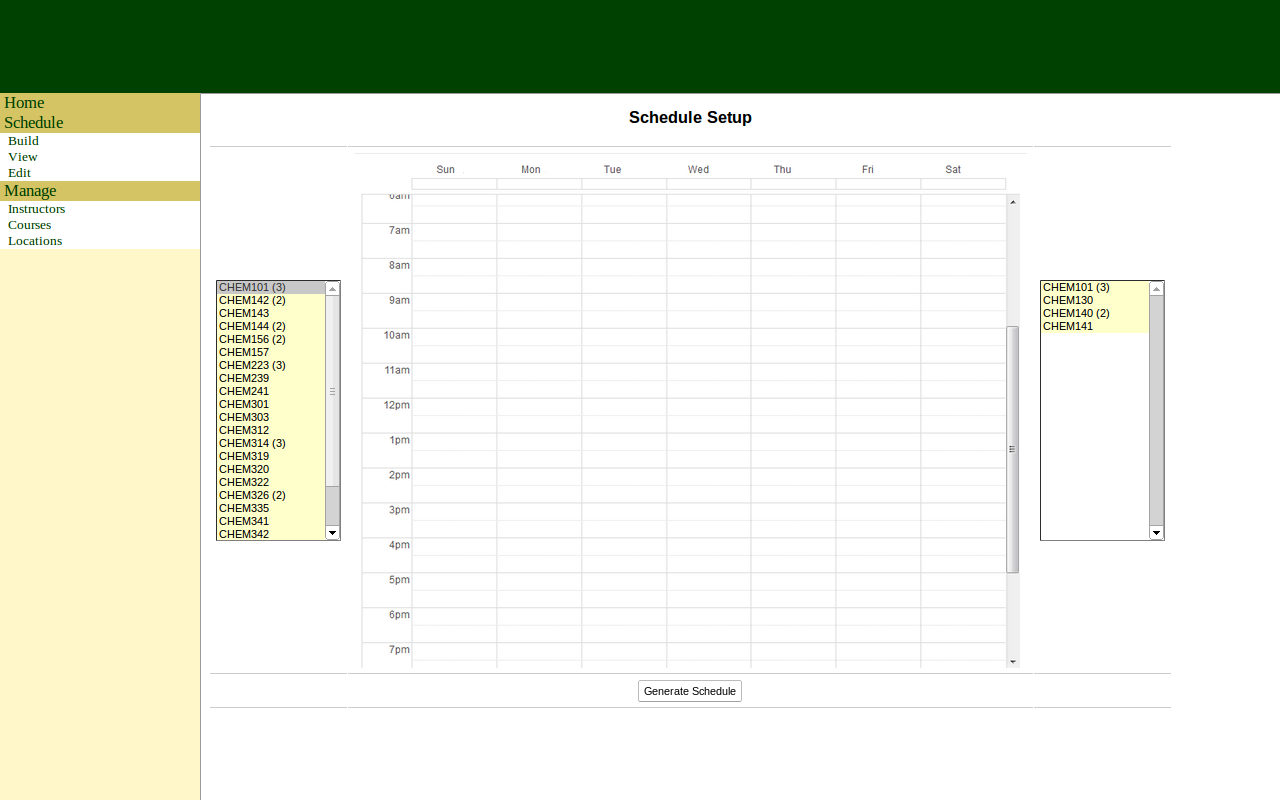 Home
Schedule
Build
View
Edit
Manage
Instructors
Courses
Locations
Schedule Setup
CHEM101 (3)
CHEM142 (2)
CHEM143
CHEM144 (2)
CHEM156 (2)
CHEM157
CHEM223 (3)
CHEM239
CHEM241
CHEM301
CHEM303
CHEM312
CHEM314 (3)
CHEM319
CHEM320
CHEM322
CHEM326 (2)
CHEM335
CHEM341
CHEM342
Sun Mon Tue Wed Thu Fri Sat
6am
7am
8am
9am
10am
11am
12pm
1pm
2pm
3pm
4pm
5pm
6pm
7pm
CHEM101 (3)
CHEM130
CHEM140 (2)
CHEM141
Generate Schedule